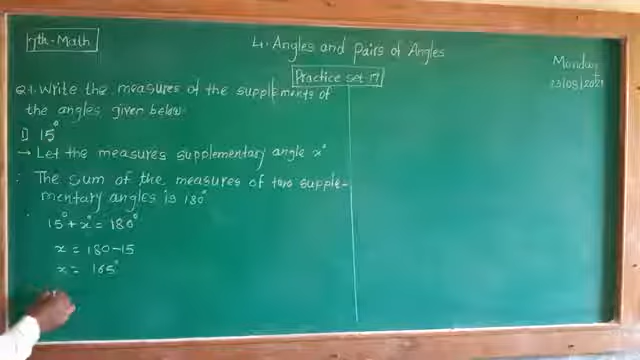 7th-Math
4. Angles and Pairs of Angles
Monday
23/08/2021
Practice set-17
Q.1. Write the measures of the supplements of
the angles given below
1) 15°
→ Let the measures supplementary angle x°
∴ The sum of the measures of two supple-
mentary angles is 180°
∴ 15° + x° = 180°
x = 180 - 15
x = 165°